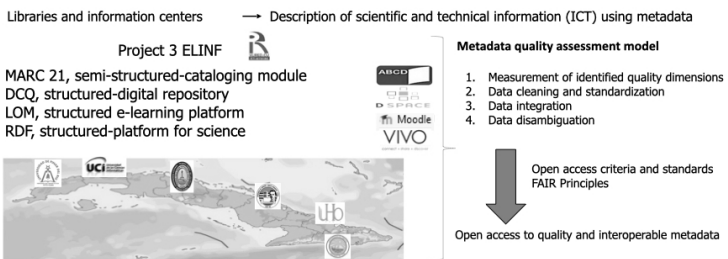 Libraries and information centers → Description of scientific and technical information (ICT) using metadata
Project 3 ELINF
MARC 21, semi-structured-cataloging module
DCQ, structured-digital repository
LOM, structured e-learning platform
RDF, structured-platform for science
ABCD
DSPACE
moodle
VIVO
UCi
uHb
Metadata quality assessment model
1. Measurement of identified quality dimensions
2. Data cleaning and standardization
3. Data integration
4. Data disambiguation
Open access criteria and standards
FAIR Principles
Open access to quality and interoperable metadata